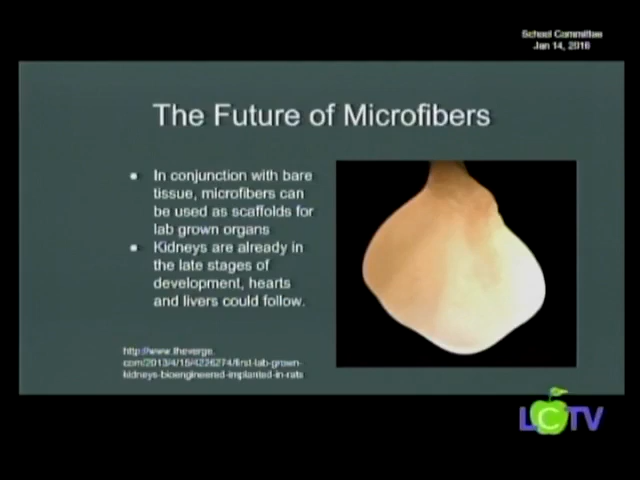 School Committee
Jan 14, 2016
The Future of Microfibers
In conjunction with bare
tissue, microfibers can
be used as scaffolds for
lab grown organs
Kidneys are already in
the late stages of
development, hearts
and livers could follow.
http://www.theverge.
com/2013/4/15/4226274/first-lab-grown-
kidneys-bioengineered-implanted-in-rats
LCTV